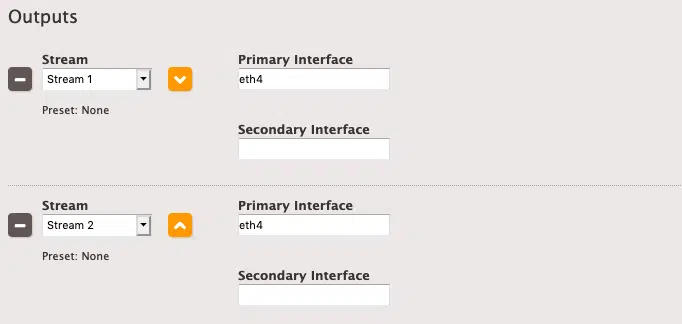 Outputs
Stream
Primary Interface
Stream 1
eth4
Preset: None
Secondary Interface
Stream
Primary Interface
Stream 2
eth4
Preset: None
Secondary Interface